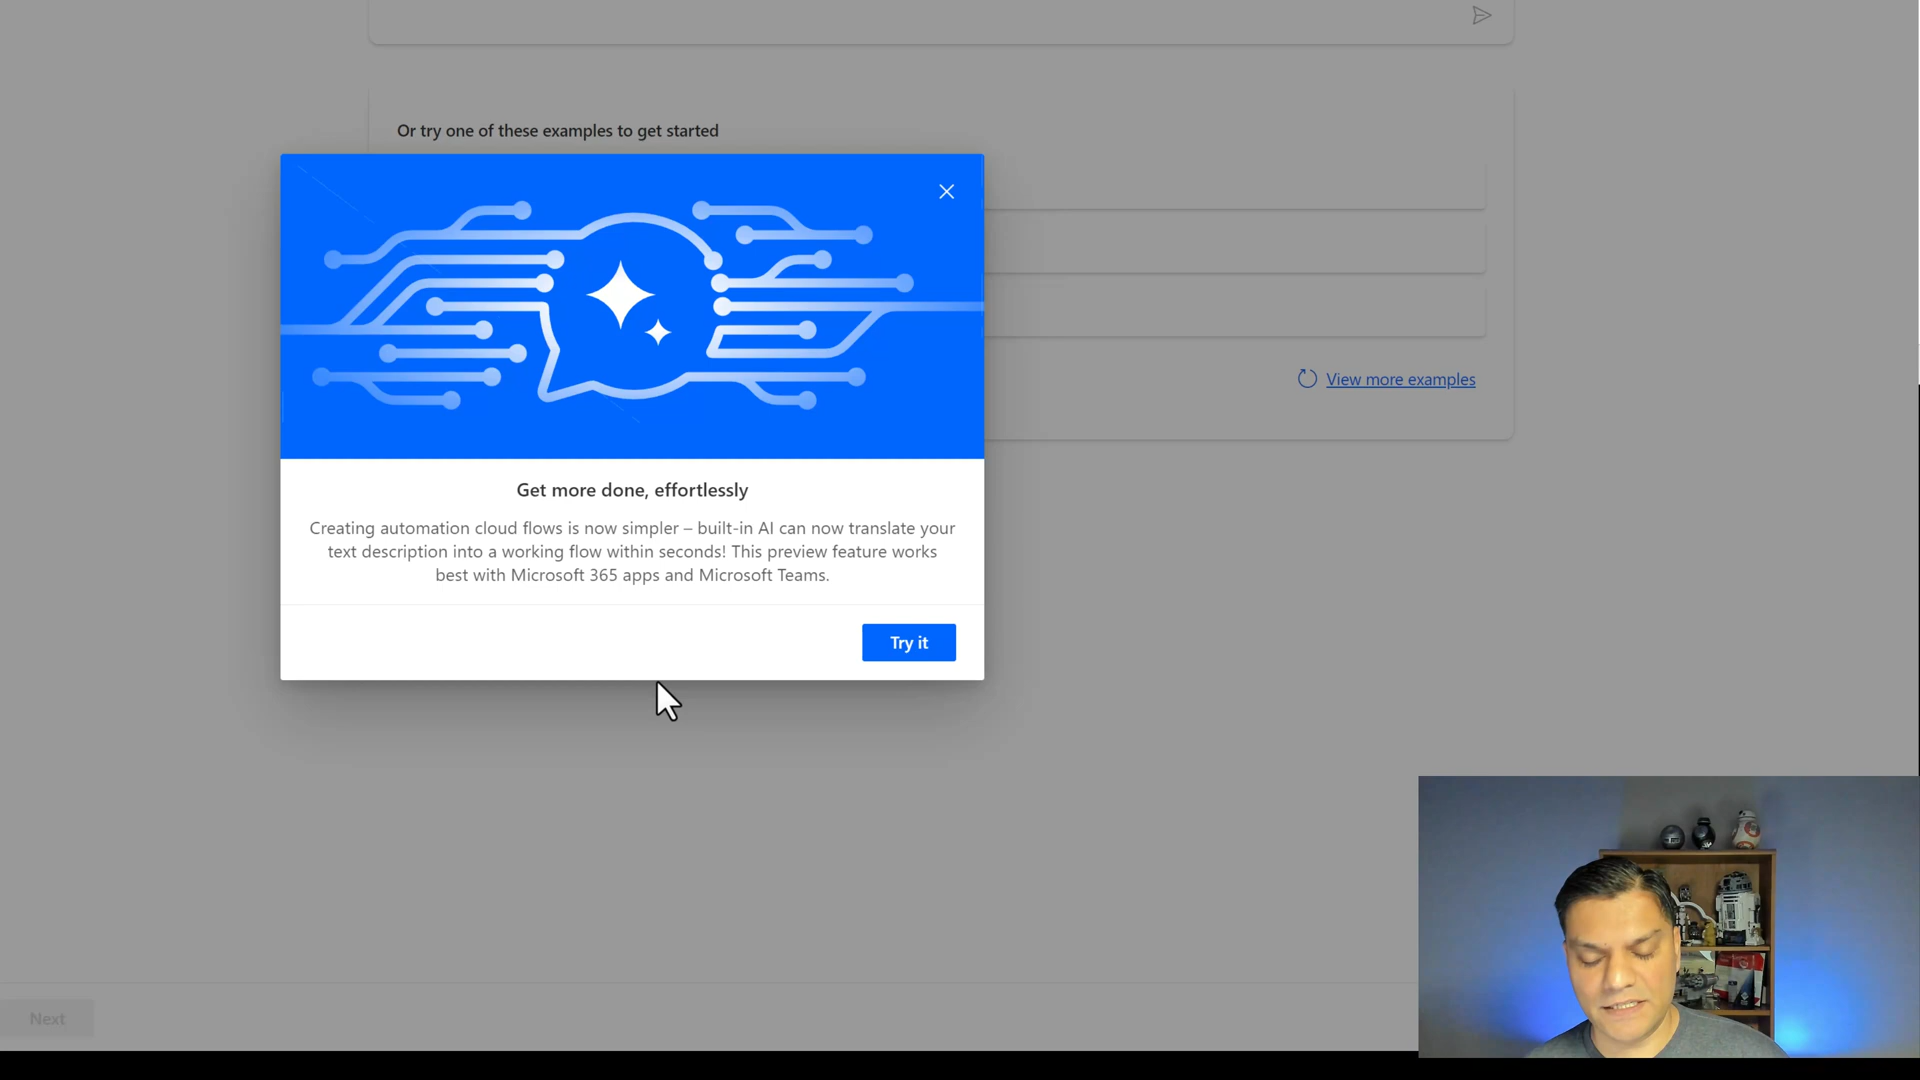 Or try one of these examples to get started
View more examples
Get more done, effortlessly
Creating automation cloud flows is now simpler – built-in AI can now translate your
text description into a working flow within seconds! This preview feature works
best with Microsoft 365 apps and Microsoft Teams.
Try it
Next